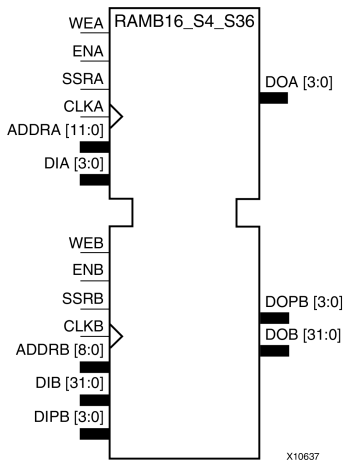 WEA
RAMB16_S4_S36
ENA
SSRA
DOA [3:0]
CLKA
ADDRA [11:0]
DIA [3:0]
WEB
ENB
SSRB
DOPB [3:0]
CLKB
DOB [31:0]
ADDRB [8:0]
DIB [31:0]
DIPB [3:0]
X10637